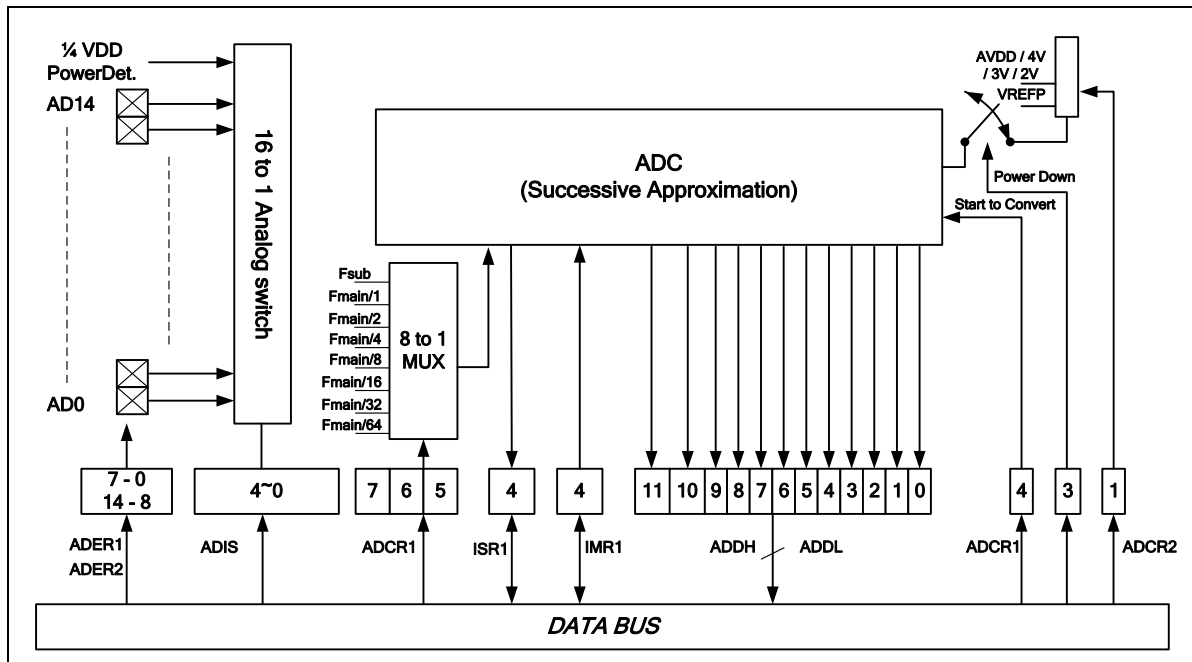 ¼ VDD
PowerDet.
AD14
AD0
16 to 1 Analog switch
ADC
(Successive Approximation)
AVDD / 4V
/ 3V / 2V
VREFP
Power Down
Start to Convert
Fsub
Fmain/1
Fmain/2
Fmain/4
Fmain/8
Fmain/16
Fmain/32
Fmain/64
8 to 1
MUX
7 - 0
14 - 8
4~0
7 6 5
4
4
11 10 9 8 7 6 5 4 3 2 1 0
4
3
1
ADER1
ADER2
ADIS
ADCR1
ISR1
IMR1
ADDH
ADDL
ADCR1
ADCR2
DATA BUS